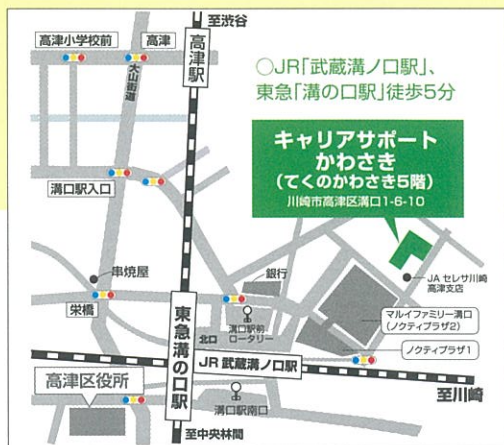 至渋谷
高津小学校前
高津
高津駅
大山街道
○JR「武蔵溝ノ口駅」、
東急「溝の口駅」徒歩5分
キャリアサポート
かわさき
(てくのかわさき5階)
川崎市高津区溝口1-6-10
溝口駅入口
串焼屋
銀行
JA セレサ川崎
高津支店
栄橋
東急溝の口駅
溝口駅前
ロータリー
マルイファミリー溝口
(ノクティプラザ2)
北口
ノクティプラザ1
JR 武蔵溝ノ口駅
至川崎
高津区役所
溝口駅南口
至中央林間